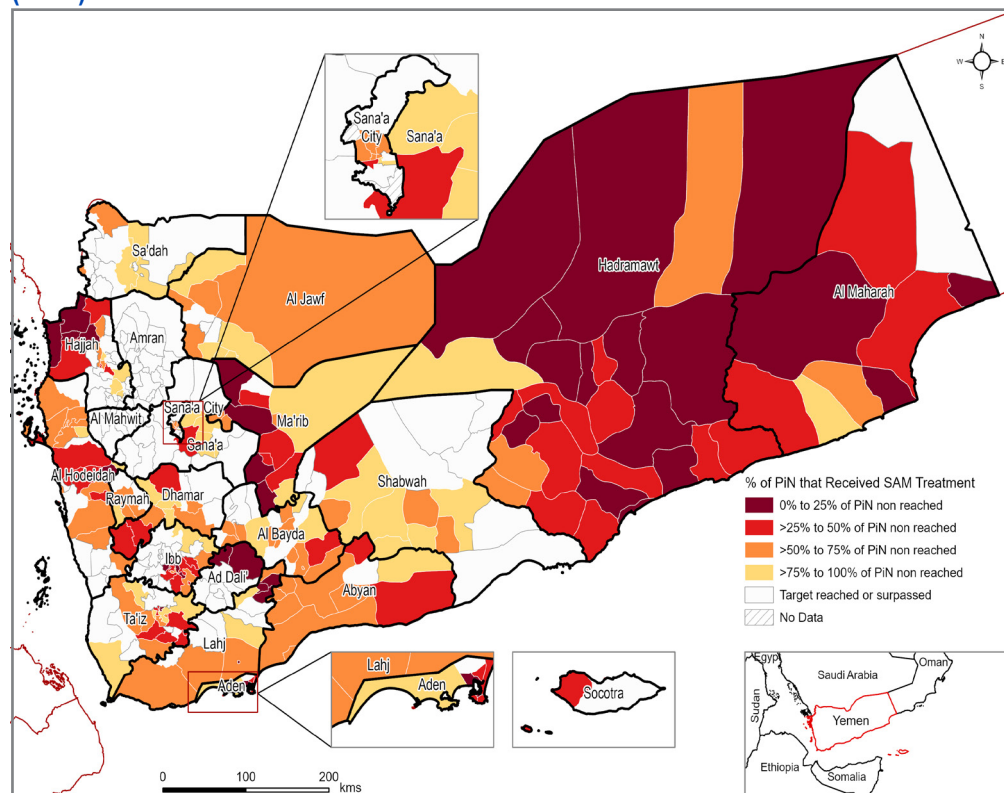 N
W
E
S
Sana'a
City
Sana'a
Sa'dah
Al Jawf
Hadramawt
Al Maharah
Hajjah
Amran
Sana'a City
Al Mahwit
Ma'rib
Sana'a
Al Hodeidah
Shabwah
Raymah
Dhamar
Al Bayda
Ibb
Ad Dali'
Abyan
Ta'iz
Lahj
Aden
% of PiN that Received SAM Treatment
0% to 25% of PiN non reached
>25% to 50% of PiN non reached
>50% to 75% of PiN non reached
>75% to 100% of PiN non reached
Target reached or surpassed
No Data
Lahj
Aden
Socotra
Egypt
Saudi Arabia
Oman
Sudan
Yemen
Ethiopia
Somalia
0 100 200
kms